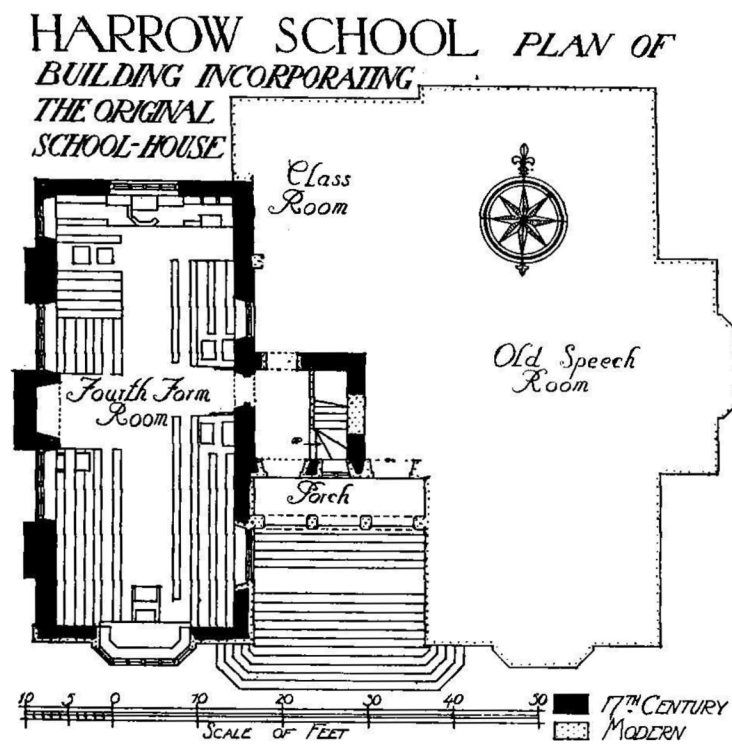 HARROW SCHOOL PLAN OF
BUILDING INCORPORATING
THE ORIGINAL
SCHOOL-HOUSE
Class
Room
Old Speech
Room
Fourth Form
Room
UP
Porch
10 5 0 10 20 30 40 50
SCALE OF FEET
17TH CENTURY
MODERN